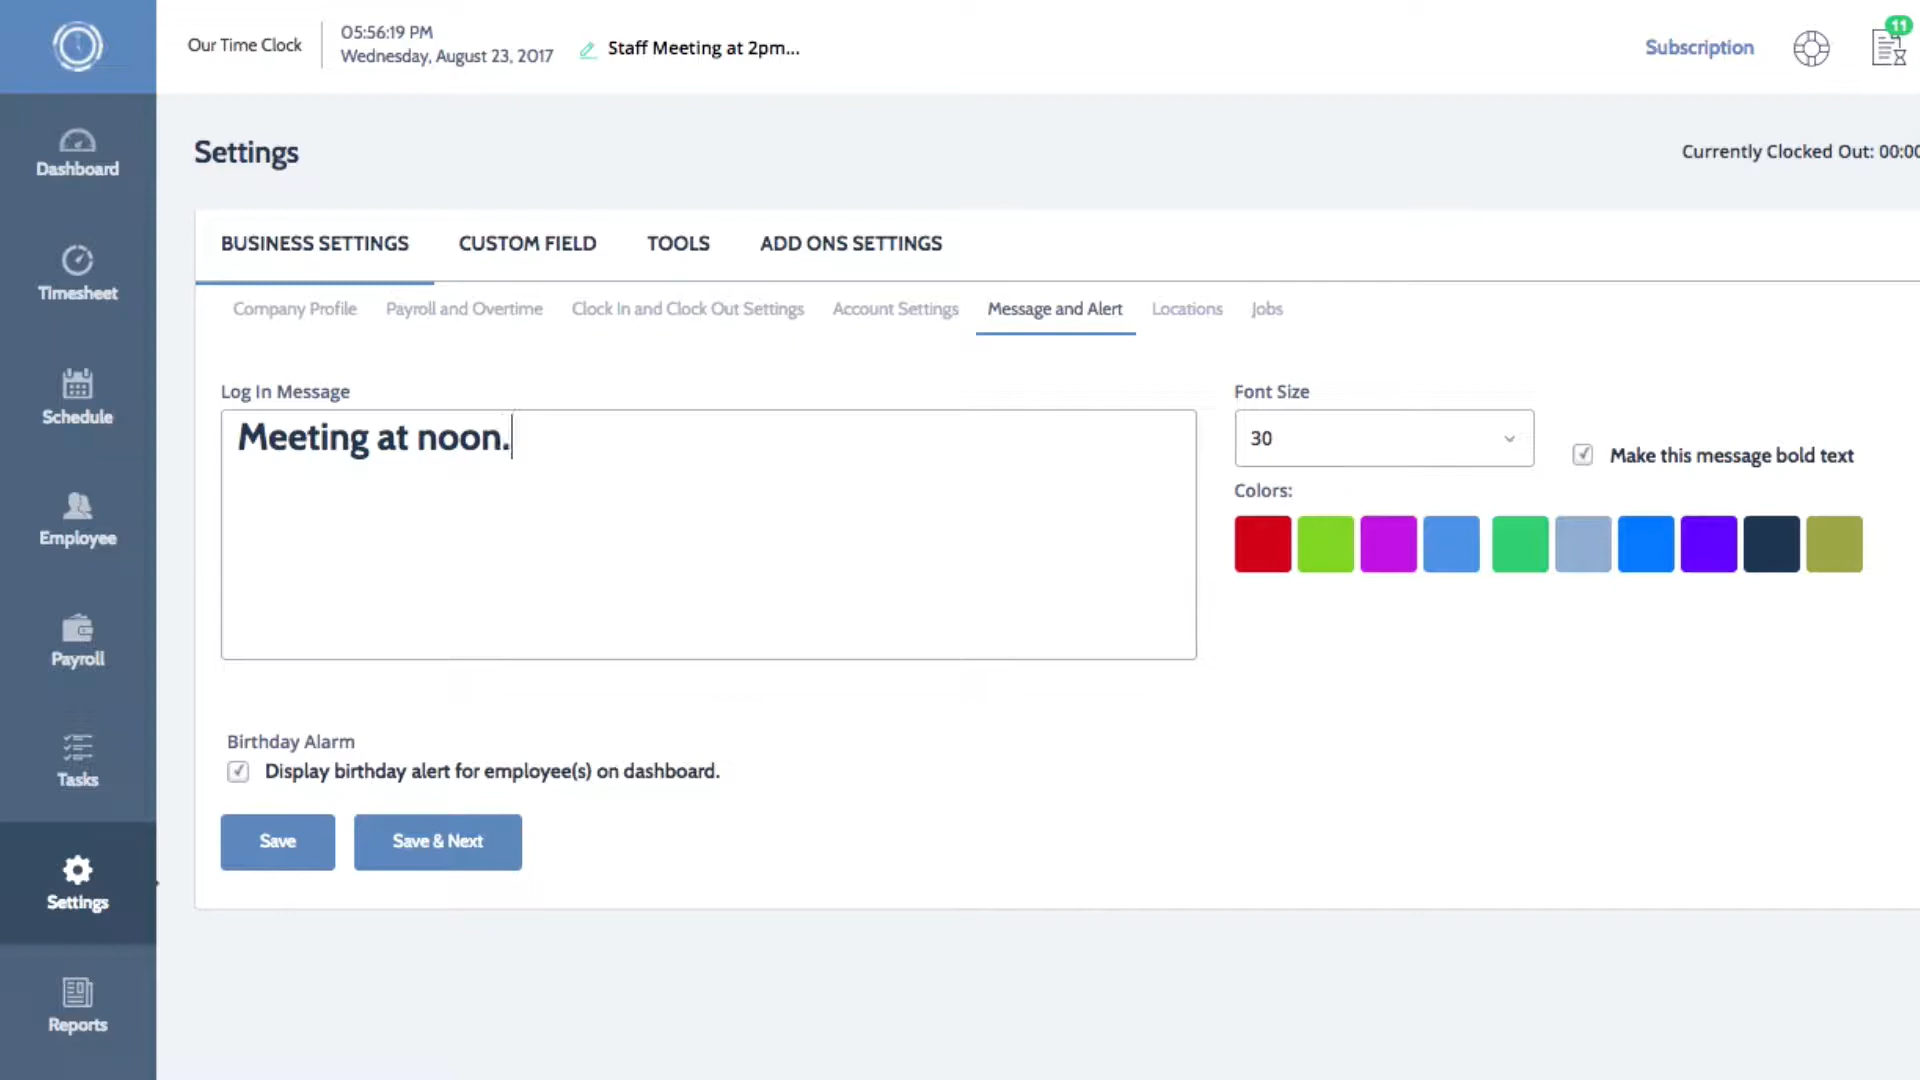 Our Time Clock
05:56:19 PM
Wednesday, August 23, 2017
Staff Meeting at 2pm...
Subscription
11
Dashboard
Timesheet
Schedule
Employee
Payroll
Tasks
Settings
Reports
Settings
Currently Clocked Out: 00:00
BUSINESS SETTINGS CUSTOM FIELD TOOLS ADD ONS SETTINGS
Company Profile Payroll and Overtime Clock In and Clock Out Settings Account Settings Message and Alert Locations Jobs
Log In Message
Meeting at noon.
Font Size
30
Make this message bold text
Colors:
Birthday Alarm
Display birthday alert for employee(s) on dashboard.
Save Save & Next